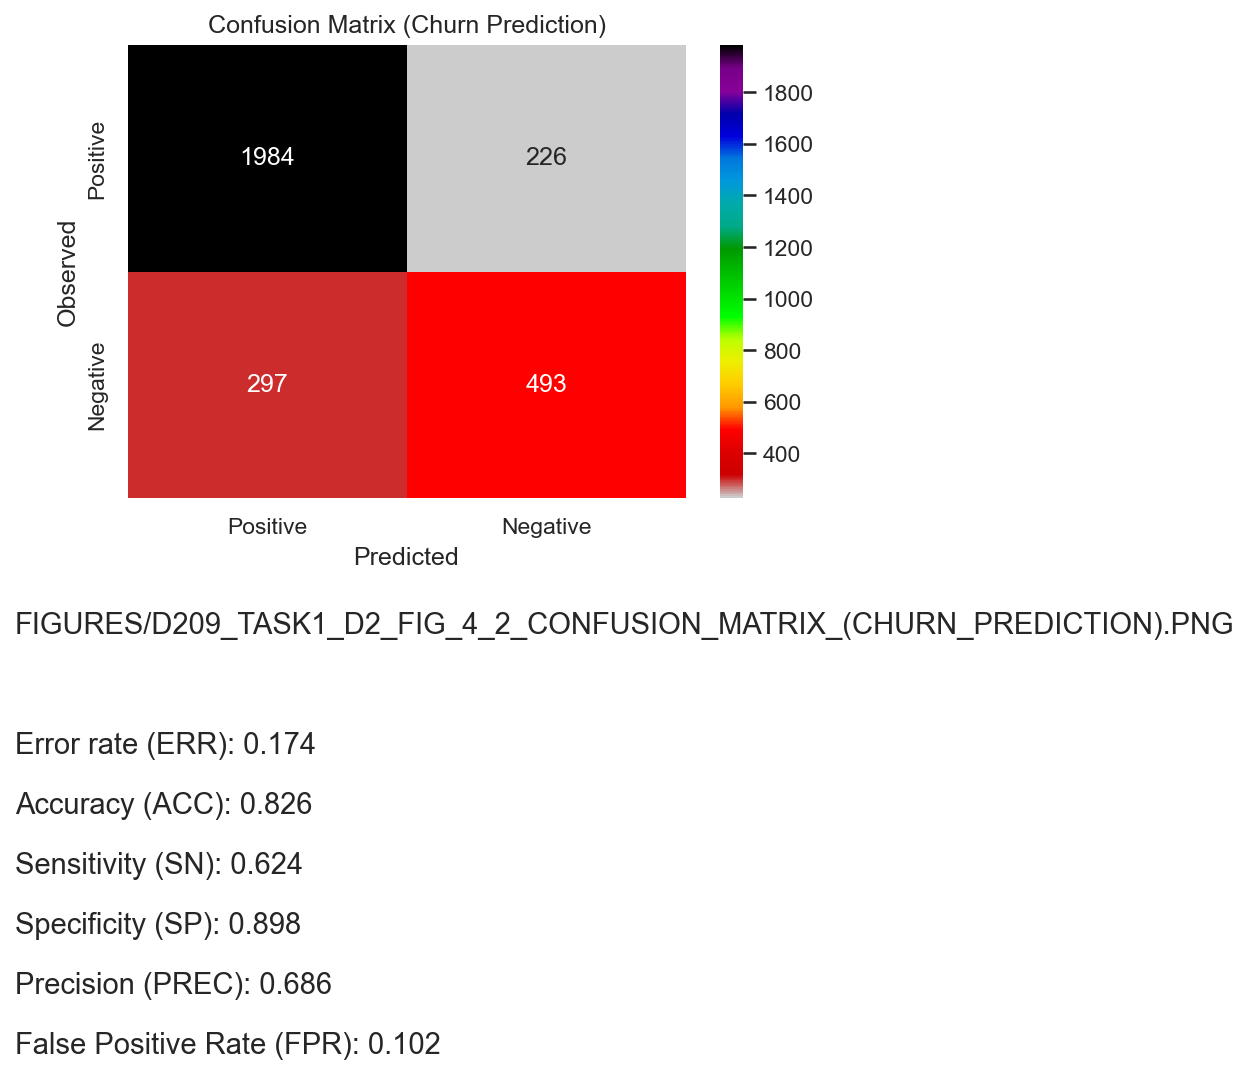 Confusion Matrix (Churn Prediction)
Observed
Positive
Negative
1984
226
297
493
Positive
Negative
Predicted
1800
1600
1400
1200
1000
800
600
400
FIGURES/D209_TASK1_D2_FIG_4_2_CONFUSION_MATRIX_(CHURN_PREDICTION).PNG
Error rate (ERR): 0.174
Accuracy (ACC): 0.826
Sensitivity (SN): 0.624
Specificity (SP): 0.898
Precision (PREC): 0.686
False Positive Rate (FPR): 0.102